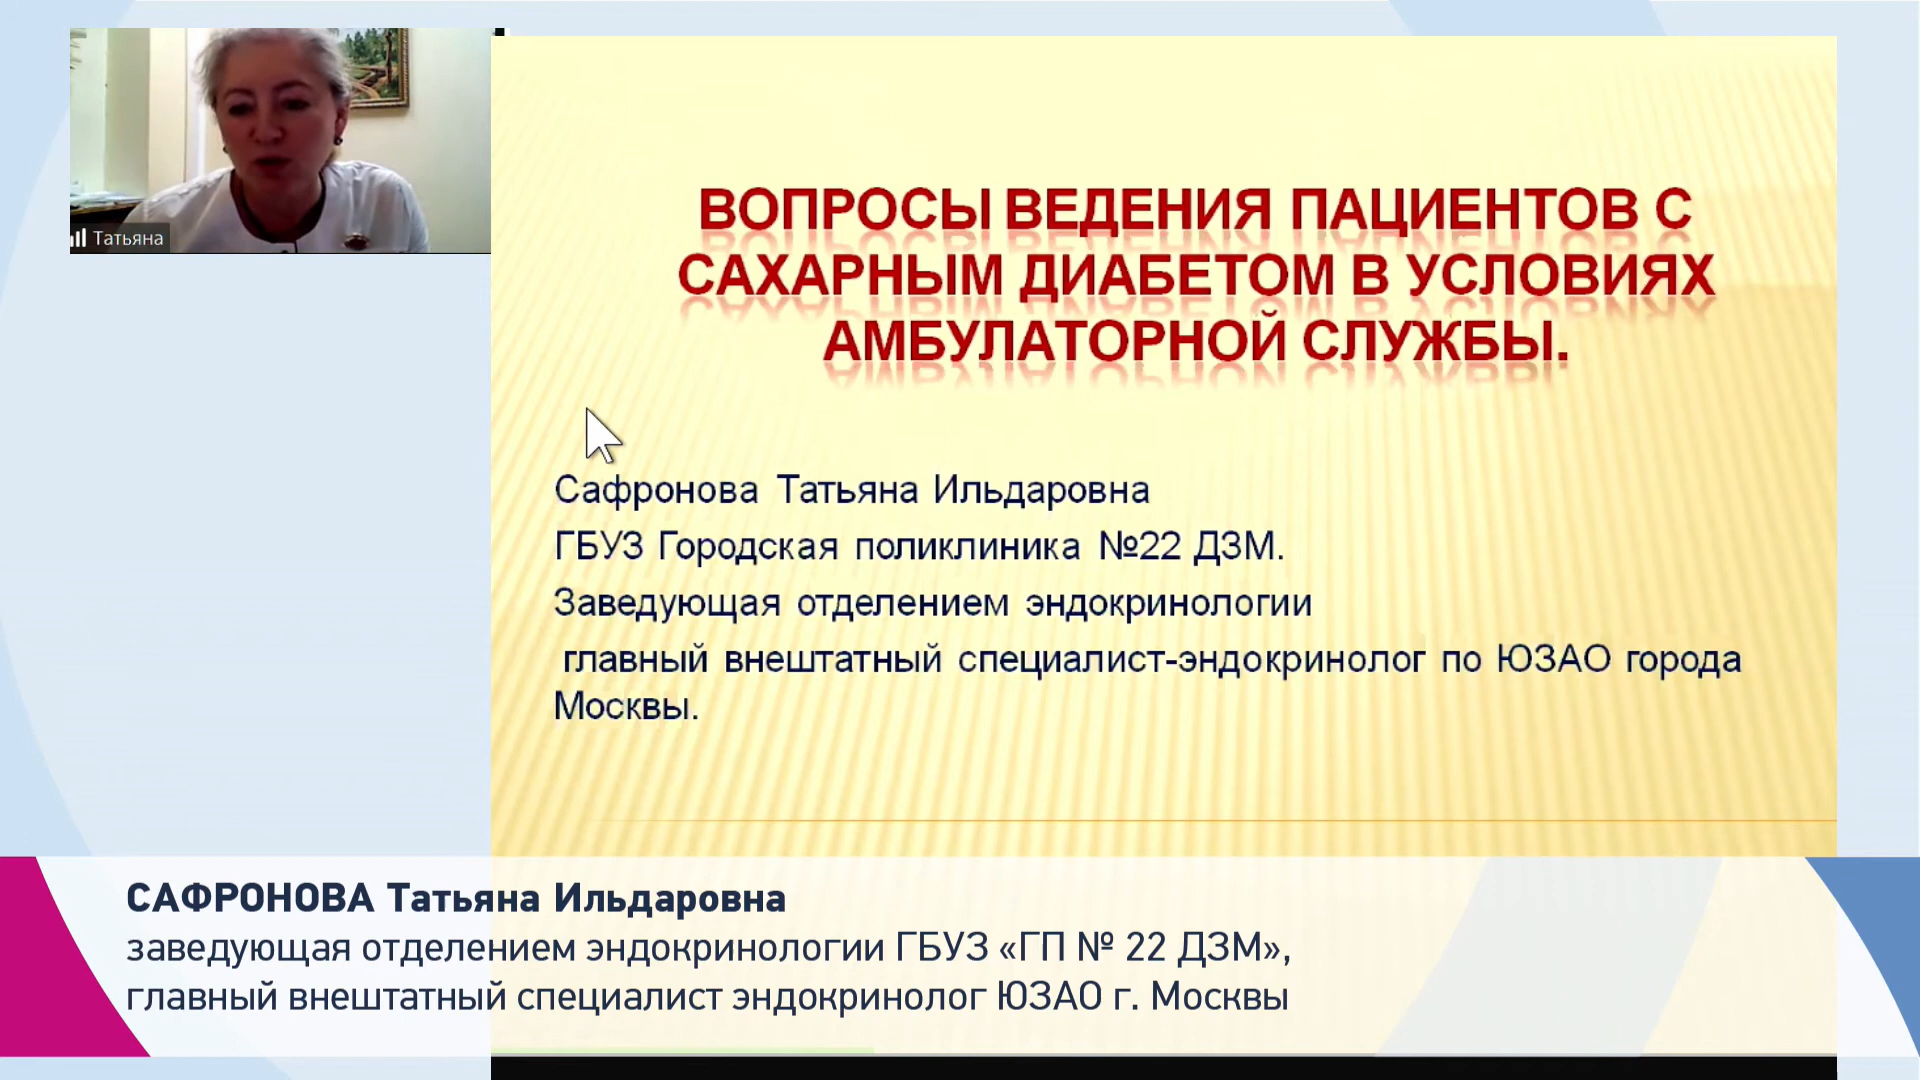 Татьяна
ВОПРОСЫ ВЕДЕНИЯ ПАЦИЕНТОВ С
САХАРНЫМ ДИАБЕТОМ В УСЛОВИЯХ
АМБУЛАТОРНОЙ СЛУЖБЫ.
Сафронова Татьяна Ильдаровна
ГБУЗ Городская поликлиника №22 ДЗМ.
Заведующая отделением эндокринологии
главный внештатный специалист-эндокринолог по ЮЗАО города
Москвы.
САФРОНОВА Татьяна Ильдаровна
заведующая отделением эндокринологии ГБУЗ «ГП № 22 ДЗМ»,
главный внештатный специалист эндокринолог ЮЗАО г. Москвы